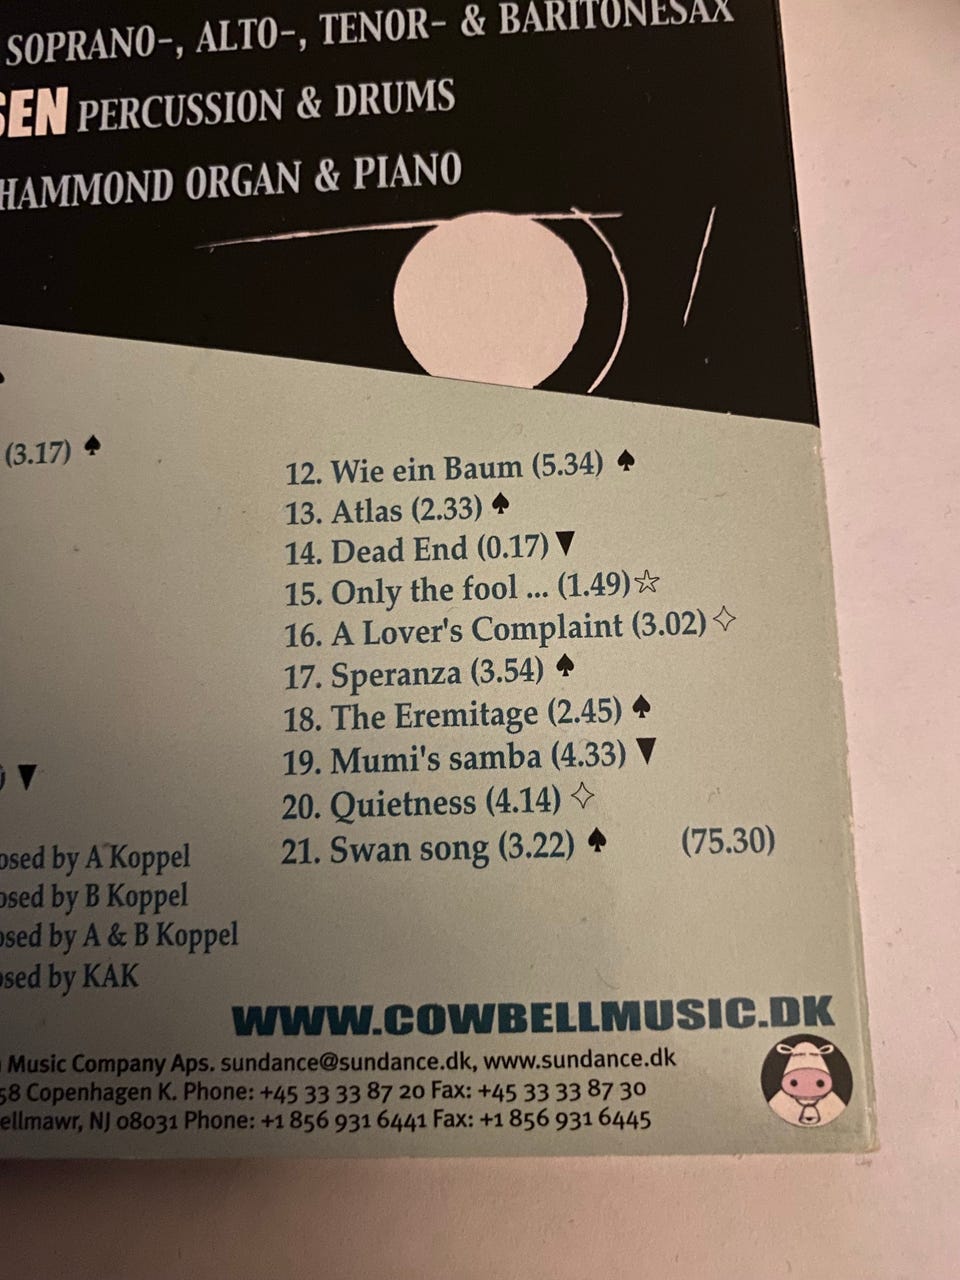 SOPRANO-, ALTO-, TENOR- & BARITONESAX
SEN PERCUSSION & DRUMS
HAMMOND ORGAN & PIANO
(3.17) ♠
12. Wie ein Baum (5.34) ♠
13. Atlas (2.33) ♠
14. Dead End (0.17) ▼
15. Only the fool ... (1.49) ☆
16. A Lover's Complaint (3.02) ✧
17. Speranza (3.54) ♠
18. The Eremitage (2.45) ♠
19. Mumi's samba (4.33) ▼
20. Quietness (4.14) ✧
21. Swan song (3.22) ♠ (75.30)
) ▼
osed by A Koppel
osed by B Koppel
osed by A & B Koppel
osed by KAK
WWW.COWBELLMUSIC.DK
Music Company Aps. sundance@sundance.dk, www.sundance.dk
58 Copenhagen K. Phone: +45 33 33 87 20 Fax: +45 33 33 87 30
ellmawr, NJ 08031 Phone: +1 856 931 6441 Fax: +1 856 931 6445